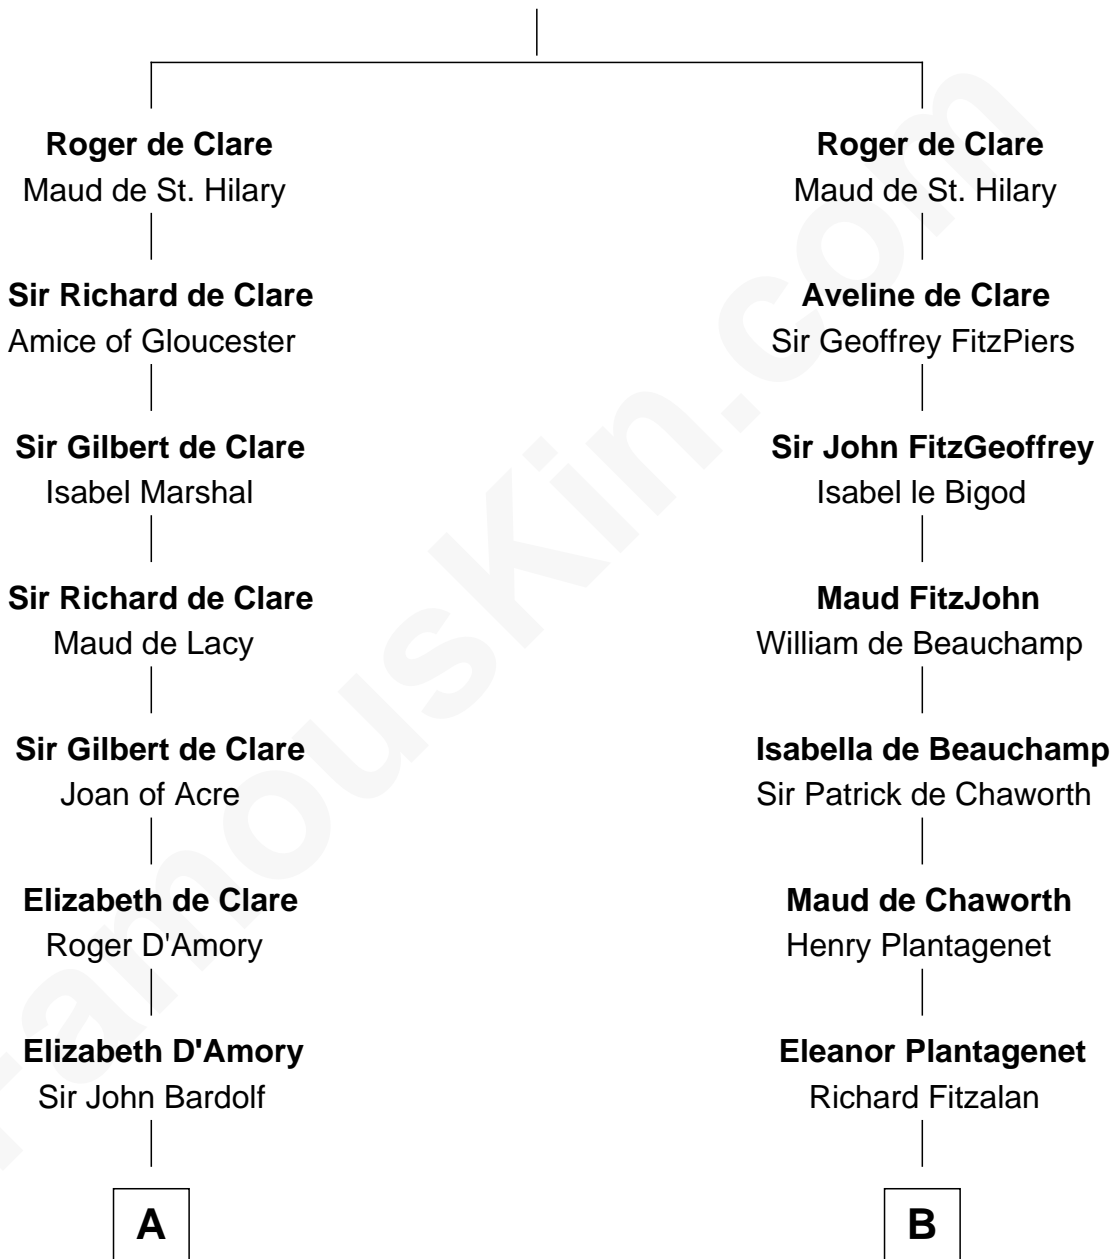 Roger de Clare
Maud de St. Hilary
Sir Richard de Clare
Amice of Gloucester
Sir Gilbert de Clare
Isabel Marshal
Sir Richard de Clare
Maud de Lacy
Sir Gilbert de Clare
Joan of Acre
Elizabeth de Clare
Roger D'Amory
Elizabeth D'Amory
Sir John Bardolf
A
Roger de Clare
Maud de St. Hilary
Aveline de Clare
Sir Geoffrey FitzPiers
Sir John FitzGeoffrey
Isabel le Bigod
Maud FitzJohn
William de Beauchamp
Isabella de Beauchamp
Sir Patrick de Chaworth
Maud de Chaworth
Henry Plantagenet
Eleanor Plantagenet
Richard Fitzalan
B
FamousKin.com